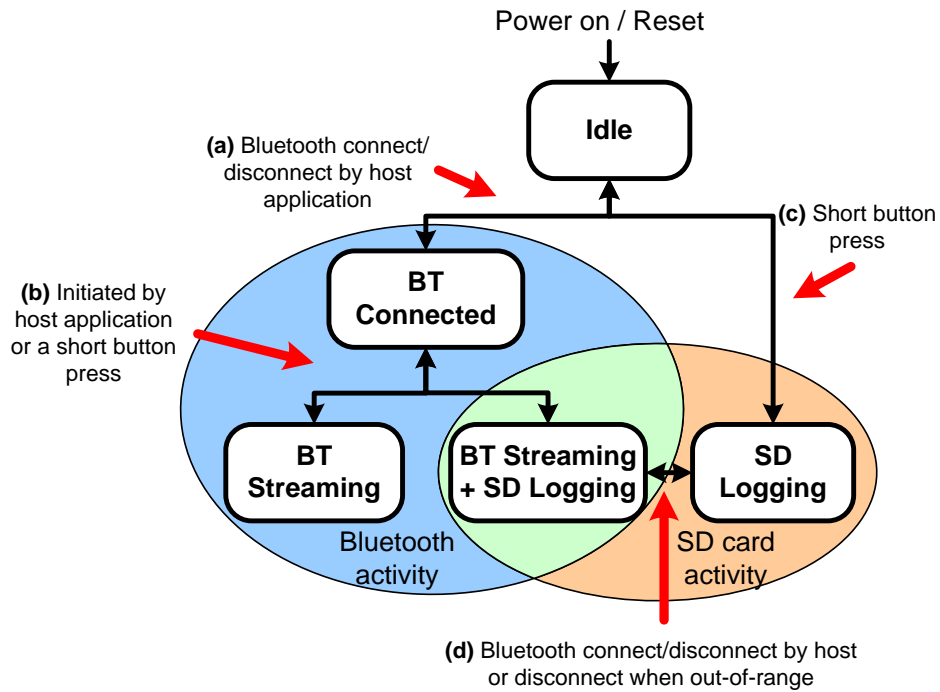 Power on / Reset
Idle
(a) Bluetooth connect/
disconnect by host
application
(c) Short button
press
BT
Connected
(b) Initiated by
host application
or a short button
press
BT
Streaming
BT Streaming
+ SD Logging
SD
Logging
Bluetooth
activity
SD card
activity
(d) Bluetooth connect/disconnect by host
or disconnect when out-of-range